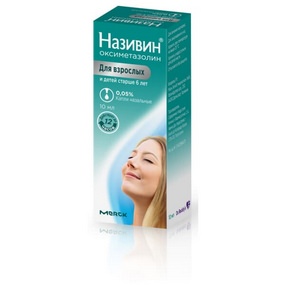 Називин®
оксиметазолин
Для взрослых
и детей старше 6 лет
0,05%
Капли назальные
10 мл
12
Merck